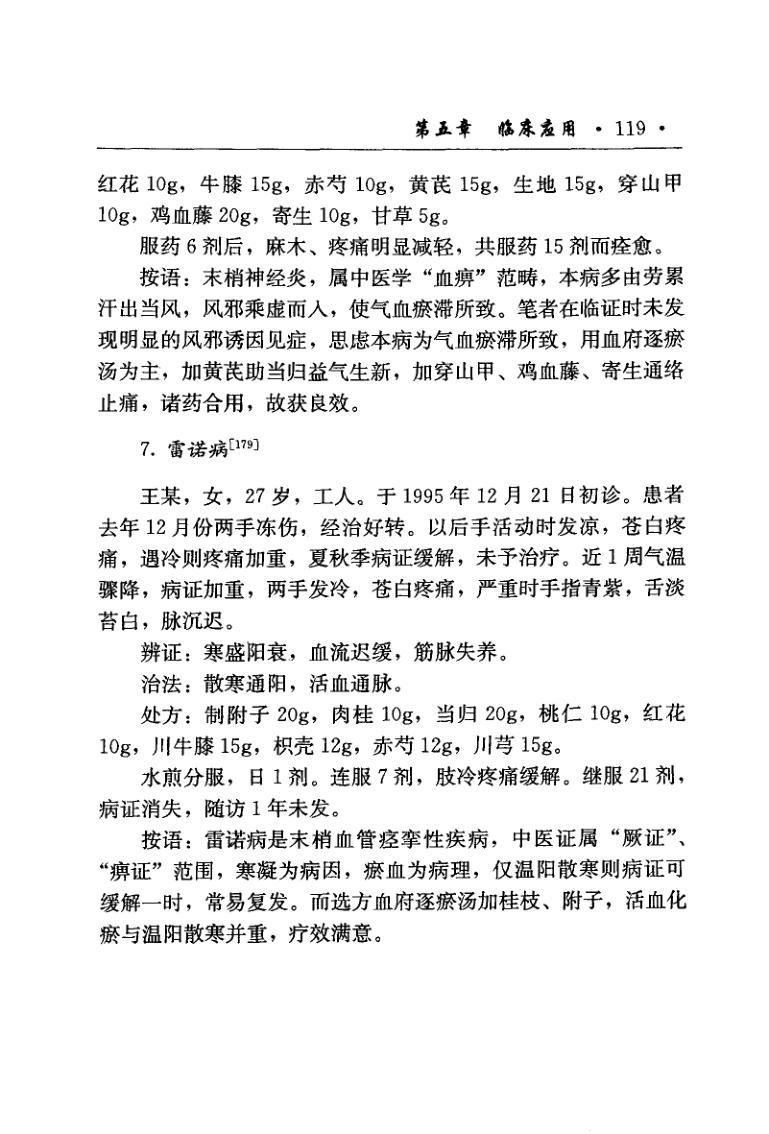 第五章 临床应用 · 119 ·
红花 10g，牛膝 15g，赤芍 10g，黄芪 15g，生地 15g，穿山甲
10g，鸡血藤 20g，寄生 10g，甘草 5g。
服药 6 剂后，麻木、疼痛明显减轻，共服药 15 剂而痊愈。
按语：末梢神经炎，属中医学“血痹”范畴，本病多由劳累
汗出当风，风邪乘虚而入，使气血瘀滞所致。笔者在临证时未发
现明显的风邪诱因见症，思虑本病为气血瘀滞所致，用血府逐瘀
汤为主，加黄芪助当归益气生新，加穿山甲、鸡血藤、寄生通络
止痛，诸药合用，故获良效。
7. 雷诺病[179]
王某，女，27 岁，工人。于 1995 年 12 月 21 日初诊。患者
去年 12 月份两手冻伤，经治好转。以后手活动时发凉，苍白疼
痛，遇冷则疼痛加重，夏秋季病证缓解，未予治疗。近 1 周气温
骤降，病证加重，两手发冷，苍白疼痛，严重时手指青紫，舌淡
苔白，脉沉迟。
辨证：寒盛阳衰，血流迟缓，筋脉失养。
治法：散寒通阳，活血通脉。
处方：制附子 20g，肉桂 10g，当归 20g，桃仁 10g，红花
10g，川牛膝 15g，枳壳 12g，赤芍 12g，川芎 15g。
水煎分服，日 1 剂。连服 7 剂，肢冷疼痛缓解。继服 21 剂，
病证消失，随访 1 年未发。
按语：雷诺病是末梢血管痉挛性疾病，中医证属“厥证”、
“痹证”范围，寒凝为病因，瘀血为病理，仅温阳散寒则病证可
缓解一时，常易复发。而选方血府逐瘀汤加桂枝、附子，活血化
瘀与温阳散寒并重，疗效满意。